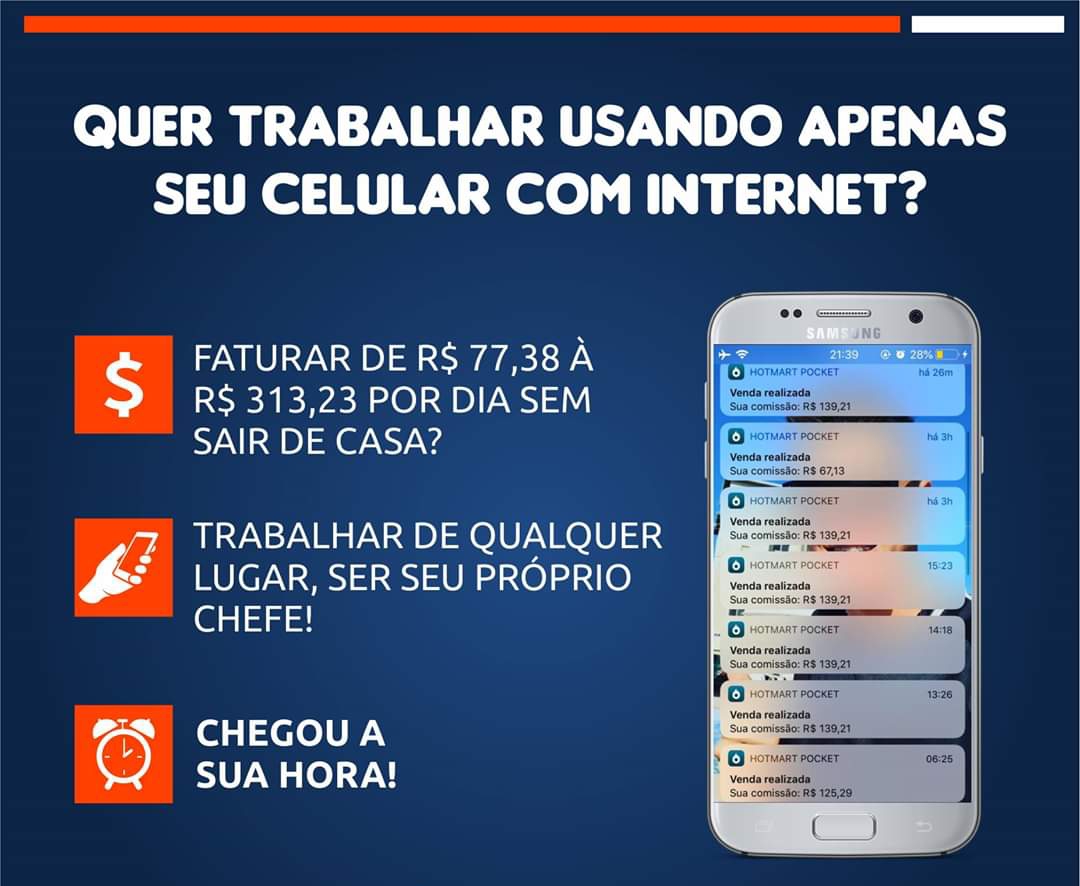 QUER TRABALHAR USANDO APENAS
SEU CELULAR COM INTERNET?
$
FATURAR DE R$ 77,38 À
R$ 313,23 POR DIA SEM
SAIR DE CASA?
TRABALHAR DE QUALQUER
LUGAR, SER SEU PRÓPRIO
CHEFE!
CHEGOU A
SUA HORA!
SAMSUNG
21:39 28%
HOTMART POCKET há 26m
Venda realizada
Sua comissão: R$ 139,21
HOTMART POCKET há 3h
Venda realizada
Sua comissão: R$ 67,13
HOTMART POCKET há 3h
Venda realizada
Sua comissão: R$ 139,21
HOTMART POCKET 15:23
Venda realizada
Sua comissão: R$ 139,21
HOTMART POCKET 14:18
Venda realizada
Sua comissão: R$ 139,21
HOTMART POCKET 13:26
Venda realizada
Sua comissão: R$ 139,21
HOTMART POCKET 06:25
Venda realizada
Sua comissão: R$ 125,29